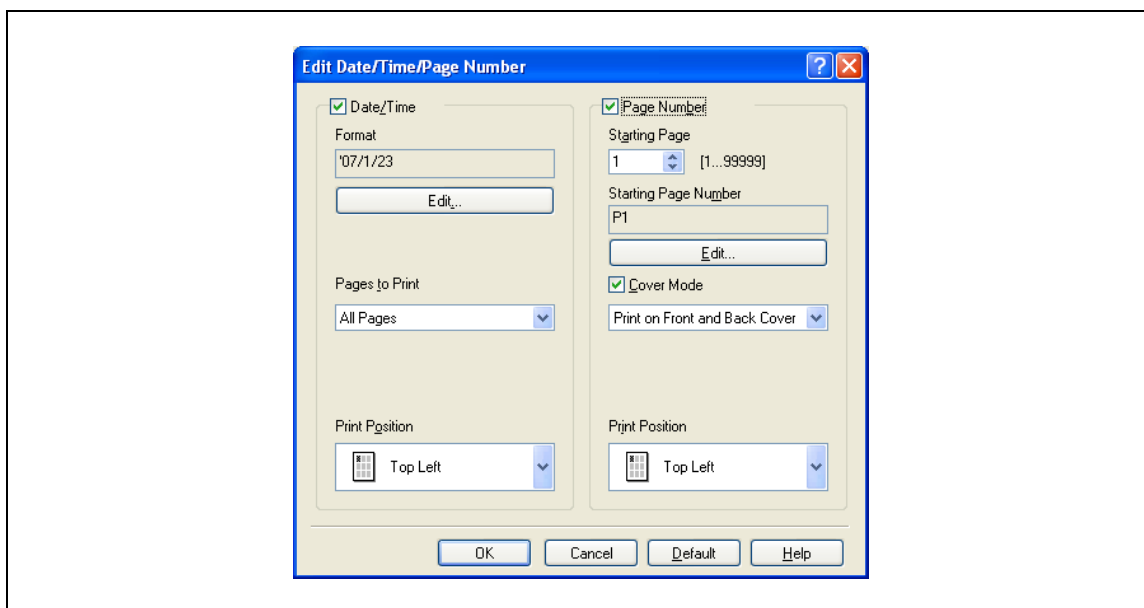 Edit Date/Time/Page Number
Date/Time
Format
'07/1/23
Edit...
Pages to Print
All Pages
Print Position
Top Left
Page Number
Starting Page
1 [1...99999]
Starting Page Number
P1
Edit...
Cover Mode
Print on Front and Back Cover
Print Position
Top Left
OK Cancel Default Help